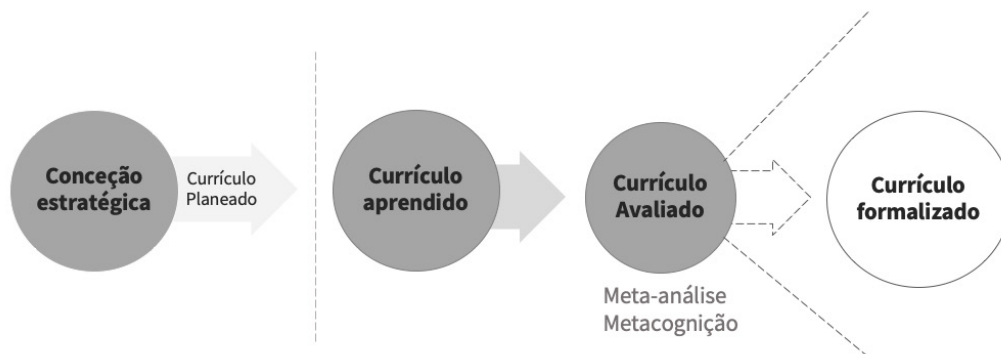 Conceção
estratégica
Currículo
Planeado
Currículo
aprendido
Currículo
Avaliado
Meta-análise
Metacognição
Currículo
formalizado